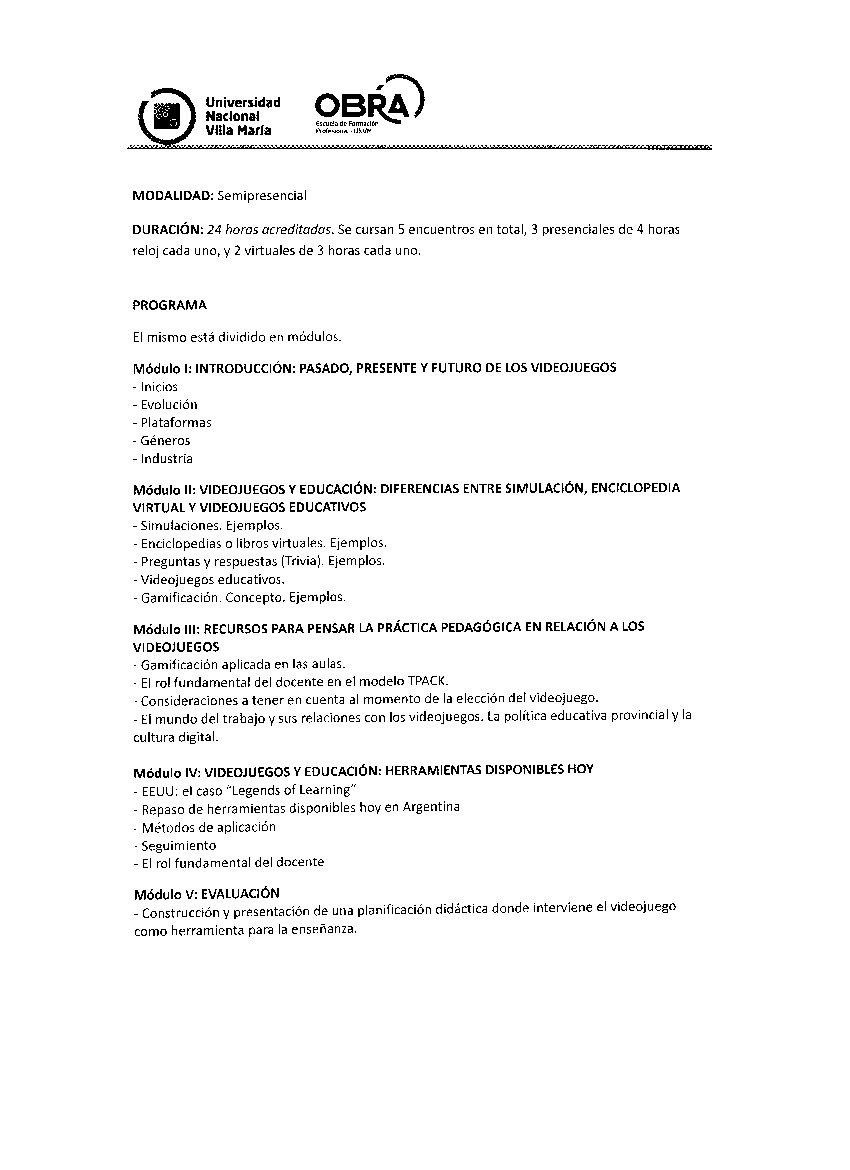 Universidad
Nacional
Villa María
OBRA
Escuela de Formación
Profesional - UNVM
MODALIDAD: Semipresencial
DURACIÓN: 24 horas acreditadas. Se cursan 5 encuentros en total, 3 presenciales de 4 horas
reloj cada uno, y 2 virtuales de 3 horas cada uno.
PROGRAMA
El mismo está dividido en módulos.
Módulo I: INTRODUCCIÓN: PASADO, PRESENTE Y FUTURO DE LOS VIDEOJUEGOS
- Inicios
- Evolución
- Plataformas
- Géneros
- Industria
Módulo II: VIDEOJUEGOS Y EDUCACIÓN: DIFERENCIAS ENTRE SIMULACIÓN, ENCICLOPEDIA
VIRTUAL Y VIDEOJUEGOS EDUCATIVOS
- Simulaciones. Ejemplos.
- Enciclopedias o libros virtuales. Ejemplos.
- Preguntas y respuestas (Trivia). Ejemplos.
- Videojuegos educativos.
- Gamificación. Concepto. Ejemplos.
Módulo III: RECURSOS PARA PENSAR LA PRÁCTICA PEDAGÓGICA EN RELACIÓN A LOS
VIDEOJUEGOS
- Gamificación aplicada en las aulas.
- El rol fundamental del docente en el modelo TPACK.
- Consideraciones a tener en cuenta al momento de la elección del videojuego.
- El mundo del trabajo y sus relaciones con los videojuegos. La política educativa provincial y la
cultura digital.
Módulo IV: VIDEOJUEGOS Y EDUCACIÓN: HERRAMIENTAS DISPONIBLES HOY
- EEUU: el caso "Legends of Learning"
- Repaso de herramientas disponibles hoy en Argentina
- Métodos de aplicación
- Seguimiento
- El rol fundamental del docente
Módulo V: EVALUACIÓN
- Construcción y presentación de una planificación didáctica donde interviene el videojuego
como herramienta para la enseñanza.